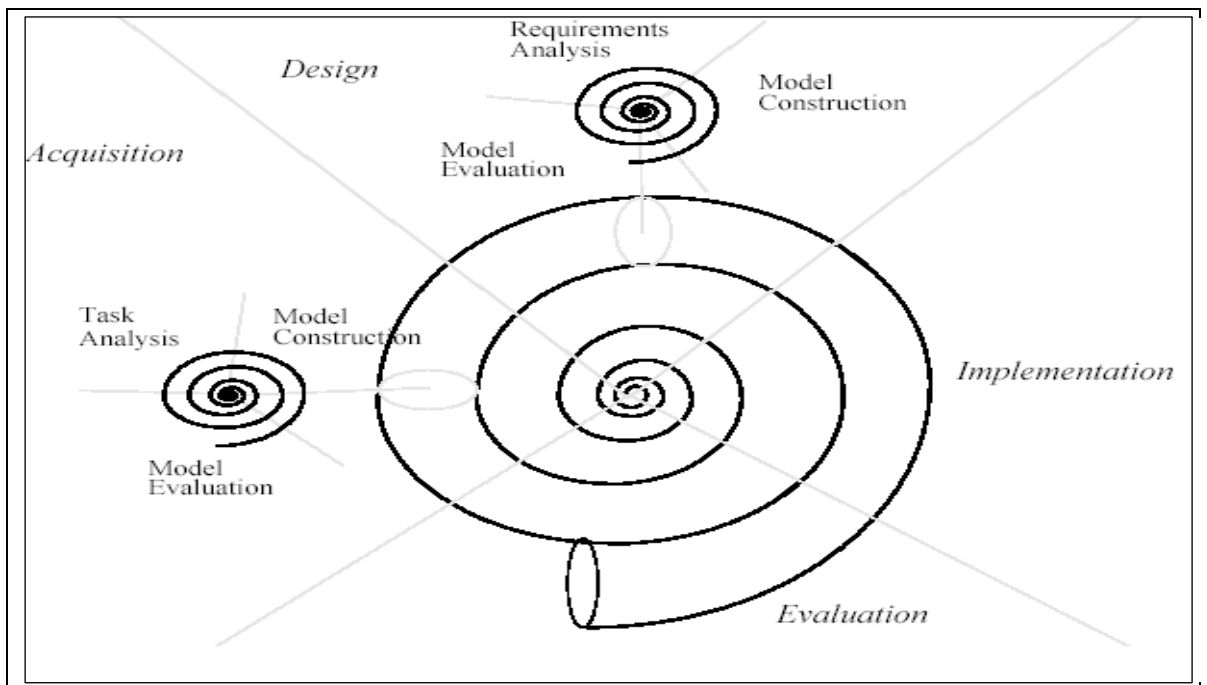 Requirements
Analysis
Design
Model
Construction
Acquisition
Model
Evaluation
Task
Analysis
Model
Construction
Implementation
Model
Evaluation
Evaluation